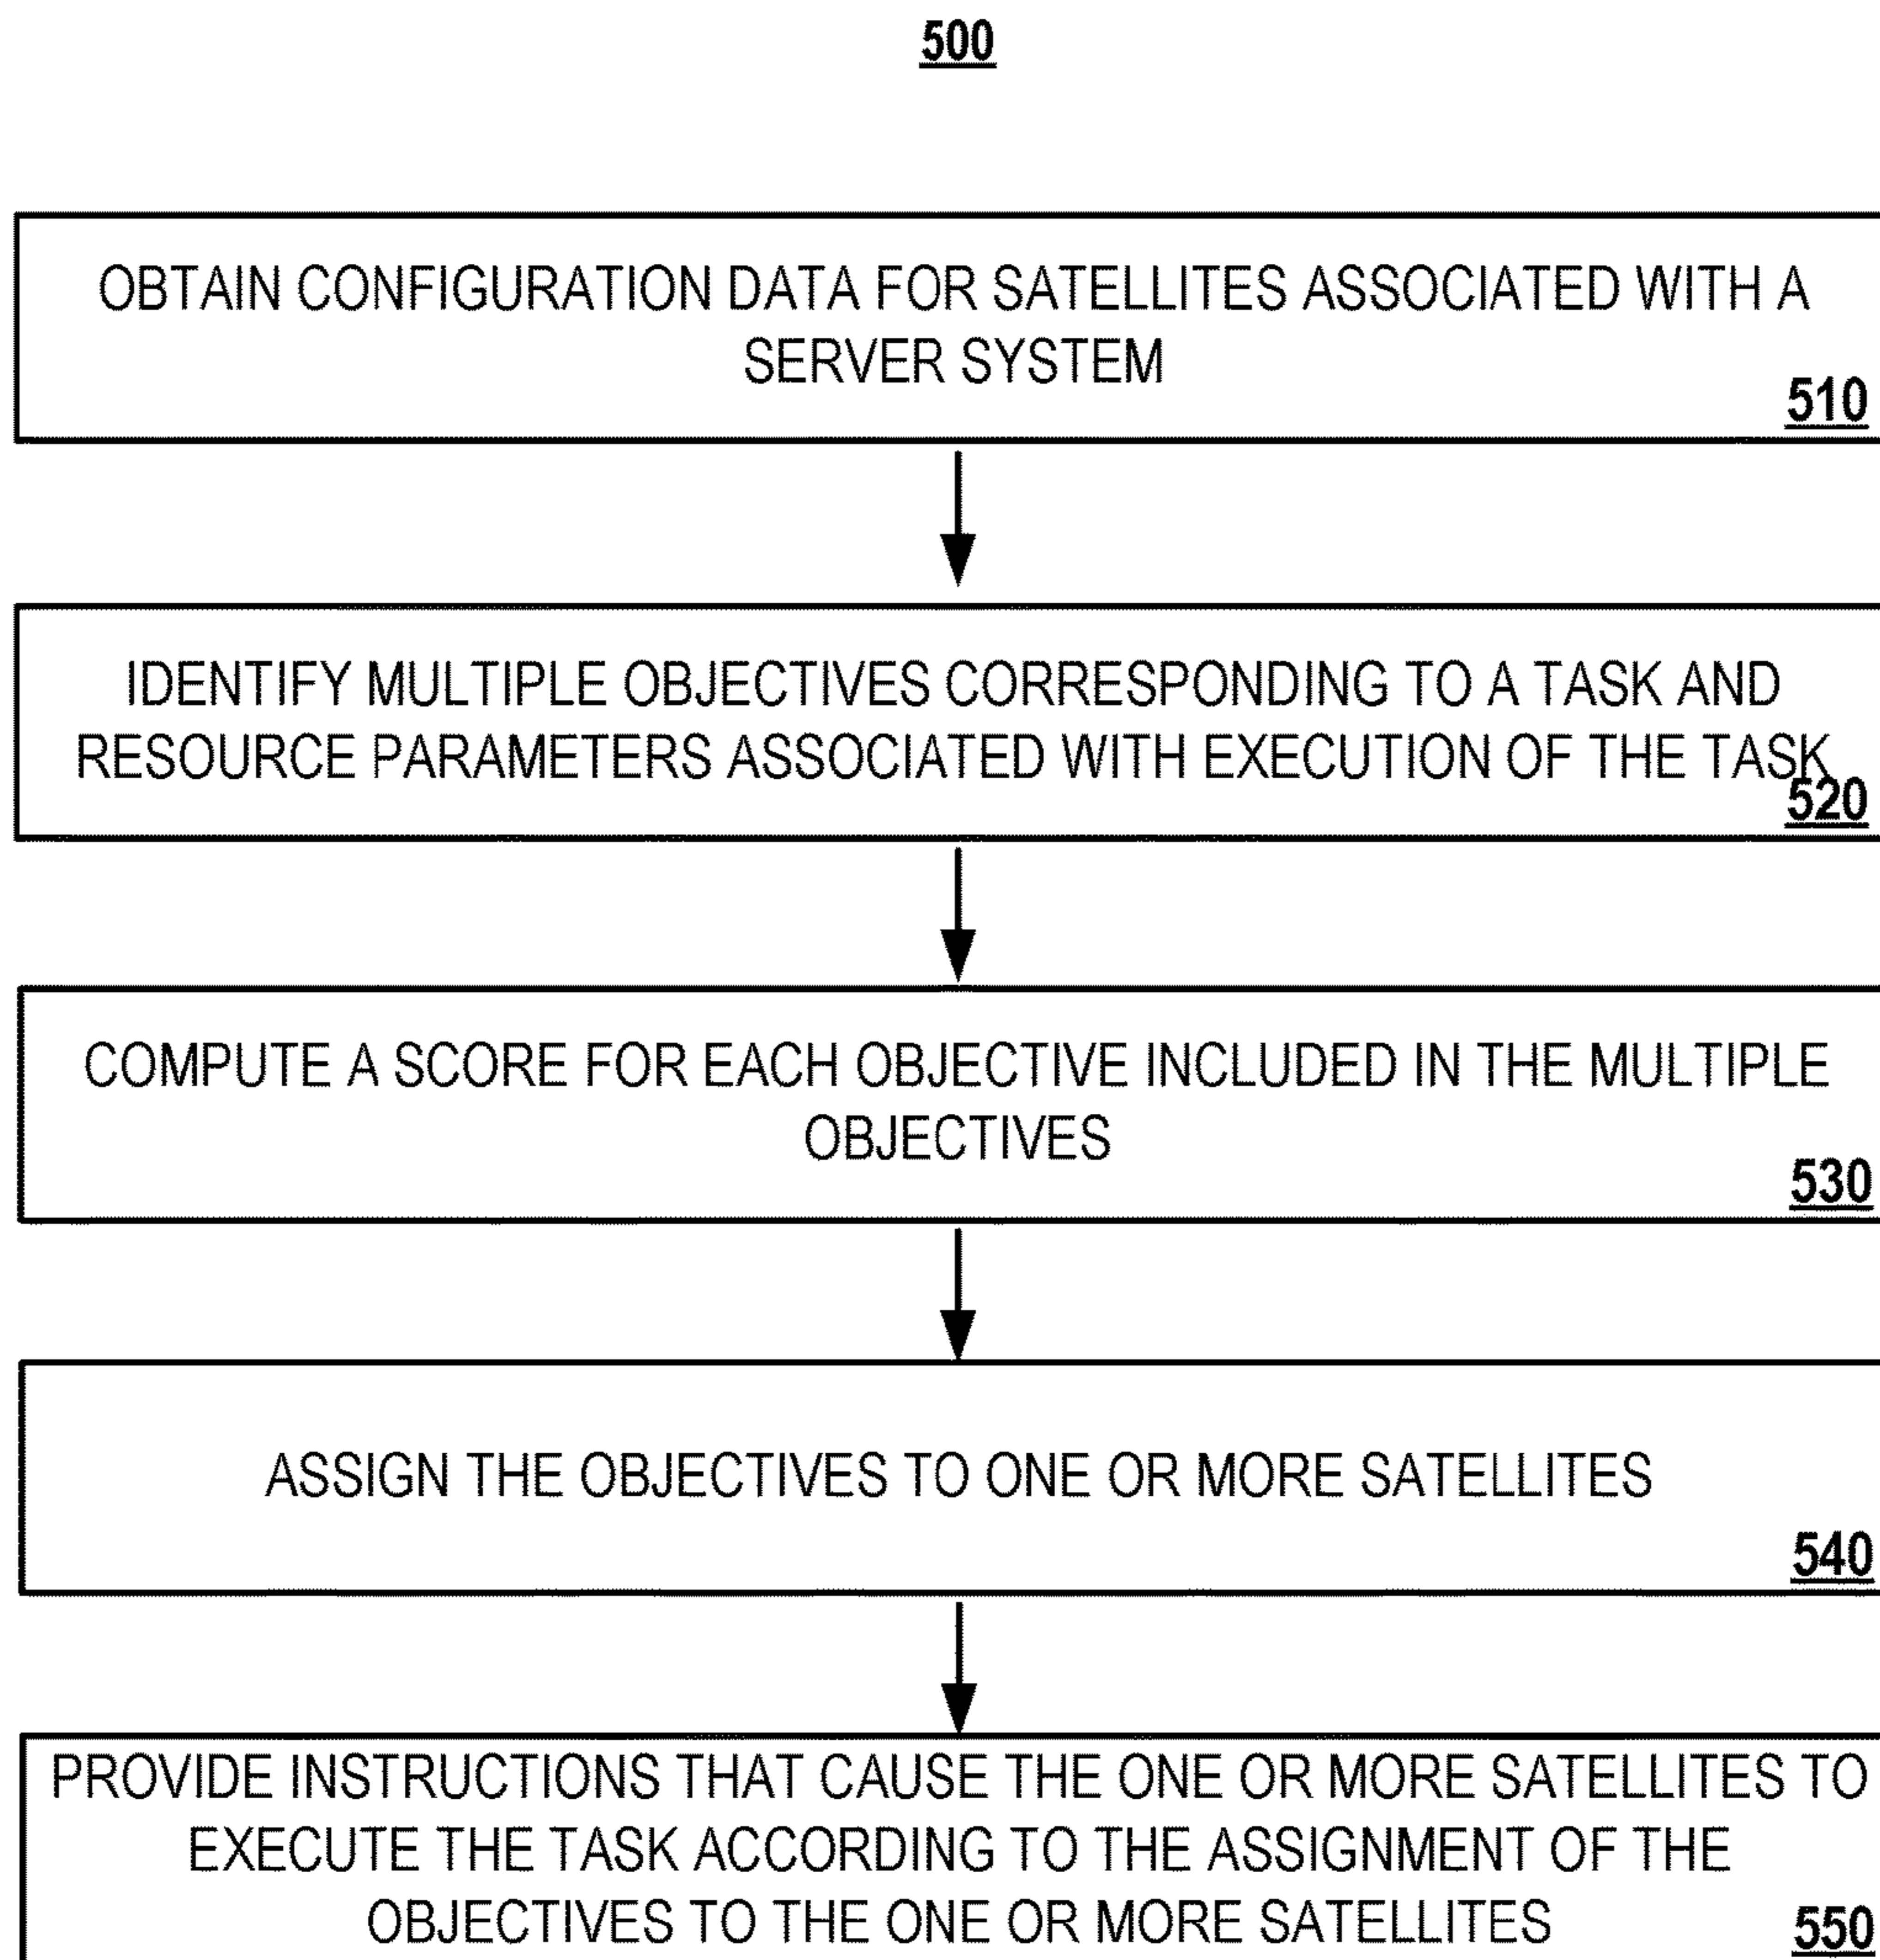 500
OBTAIN CONFIGURATION DATA FOR SATELLITES ASSOCIATED WITH A
SERVER SYSTEM
510
IDENTIFY MULTIPLE OBJECTIVES CORRESPONDING TO A TASK AND
RESOURCE PARAMETERS ASSOCIATED WITH EXECUTION OF THE TASK
520
COMPUTE A SCORE FOR EACH OBJECTIVE INCLUDED IN THE MULTIPLE
OBJECTIVES
530
ASSIGN THE OBJECTIVES TO ONE OR MORE SATELLITES
540
PROVIDE INSTRUCTIONS THAT CAUSE THE ONE OR MORE SATELLITES TO
EXECUTE THE TASK ACCORDING TO THE ASSIGNMENT OF THE
OBJECTIVES TO THE ONE OR MORE SATELLITES
550